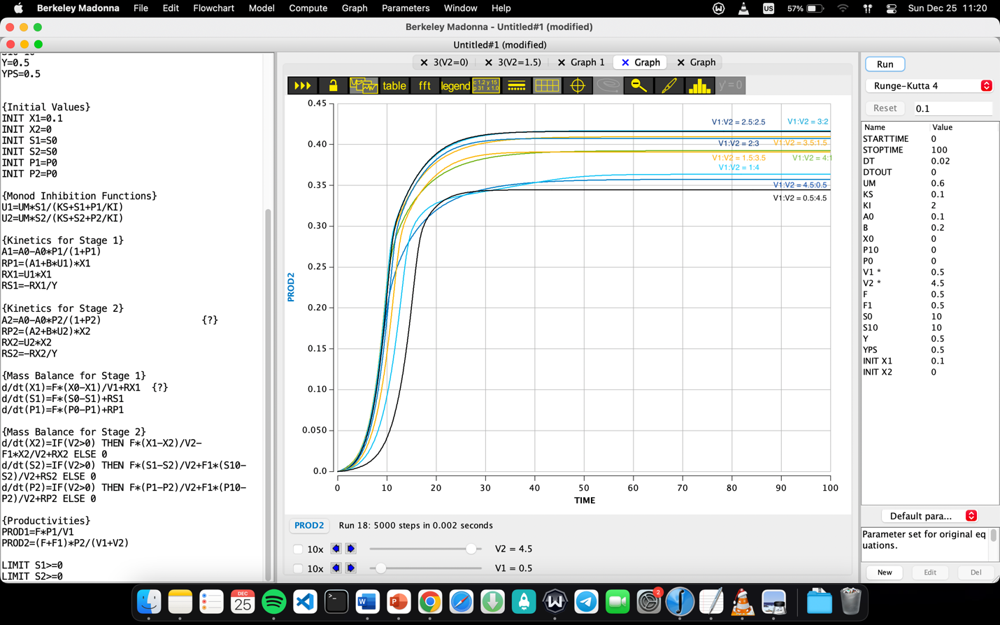 Berkeley Madonna File Edit Flowchart Model Compute Graph Parameters Window Help US 57% Sun Dec 25 11:20
Berkeley Madonna - Untitled#1 (modified)
Untitled#1 (modified)
Y=0.5
YPS=0.5
{Initial Values}
INIT X1=0.1
INIT X2=0
INIT S1=S0
INIT S2=S0
INIT P1=P0
INIT P2=P0
{Monod Inhibition Functions}
U1=UM*S1/(KS+S1+P1/KI)
U2=UM*S2/(KS+S2+P2/KI)
{Kinetics for Stage 1}
A1=A0-A0*P1/(1+P1)
RP1=(A1+B*U1)*X1
RX1=U1*X1
RS1=-RX1/Y
{Kinetics for Stage 2}
A2=A0-A0*P2/(1+P2) {?}
RP2=(A2+B*U2)*X2
RX2=U2*X2
RS2=-RX2/Y
{Mass Balance for Stage 1}
d/dt(X1)=F*(X0-X1)/V1+RX1 {?}
d/dt(S1)=F*(S0-S1)+RS1
d/dt(P1)=F*(P0-P1)+RP1
{Mass Balance for Stage 2}
d/dt(X2)=IF(V2>0) THEN F*(X1-X2)/V2-
F1*X2/V2+RX2 ELSE 0
d/dt(S2)=IF(V2>0) THEN F*(S1-S2)/V2+F1*(S10-
S2)/V2+RS2 ELSE 0
d/dt(P2)=IF(V2>0) THEN F*(P1-P2)/V2+F1*(P10-
P2)/V2+RP2 ELSE 0
{Productivities}
PROD1=F*P1/V1
PROD2=(F+F1)*P2/(V1+V2)
LIMIT S1>=0
LIMIT S2>=0
3(V2=0) 3(V2=1.5) Graph 1 Graph Graph
table fft legend c 1.2 y 15 y'= 0
p 31 x 1.0
0.45
0.40
0.35
0.30
0.25
0.20
0.15
0.10
0.050
0.0
PROD2
V1:V2 = 2.5:2.5 V1:V2 = 3:2
V1:V2 = 2:3 V1:V2 = 3.5:1.5
V1:V2 = 1.5:3.5 V1:V2 = 4:1
V1:V2 = 1:4
V1:V2 = 4.5:0.5
V1:V2 = 0.5:4.5
0 10 20 30 40 50 60 70 80 90 100
TIME
PROD2 Run 18: 5000 steps in 0.002 seconds
10x V2 = 4.5
10x V1 = 0.5
Run
Runge-Kutta 4
Reset 0.1
Name Value
STARTTIME 0
STOPTIME 100
DT 0.02
DTOUT 0
UM 0.6
KS 0.1
KI 2
A0 0.1
B 0.2
X0 0
P10 0
P0 0
V1 * 0.5
V2 * 4.5
F 0.5
F1 0.5
S0 10
S10 10
Y 0.5
YPS 0.5
INIT X1 0.1
INIT X2 0
Default para...
Parameter set for original eq
uations.
New Edit Del
DEC
25
2